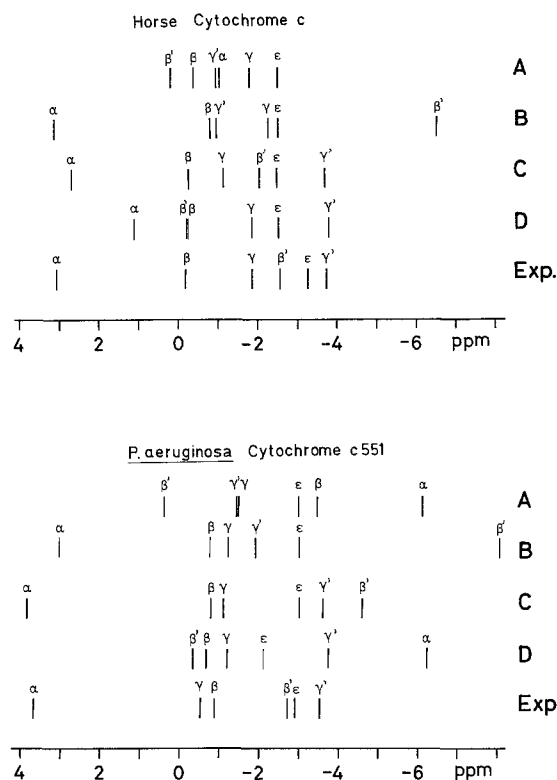 Horse Cytochrome c
β' β γ' α γ ε A
α β γ' γ ε β' B
α β γ β' ε γ' C
α β' β γ ε γ' D
α β γ β' ε γ' Exp.
4 2 0 -2 -4 -6 ppm
P. aeruginosa Cytochrome c 551
β' γ' γ ε β α A
α β γ γ' ε β' B
α β γ ε γ' β' C
β' β γ ε γ' α D
α γ β β' ε γ' Exp
4 2 0 -2 -4 -6 ppm